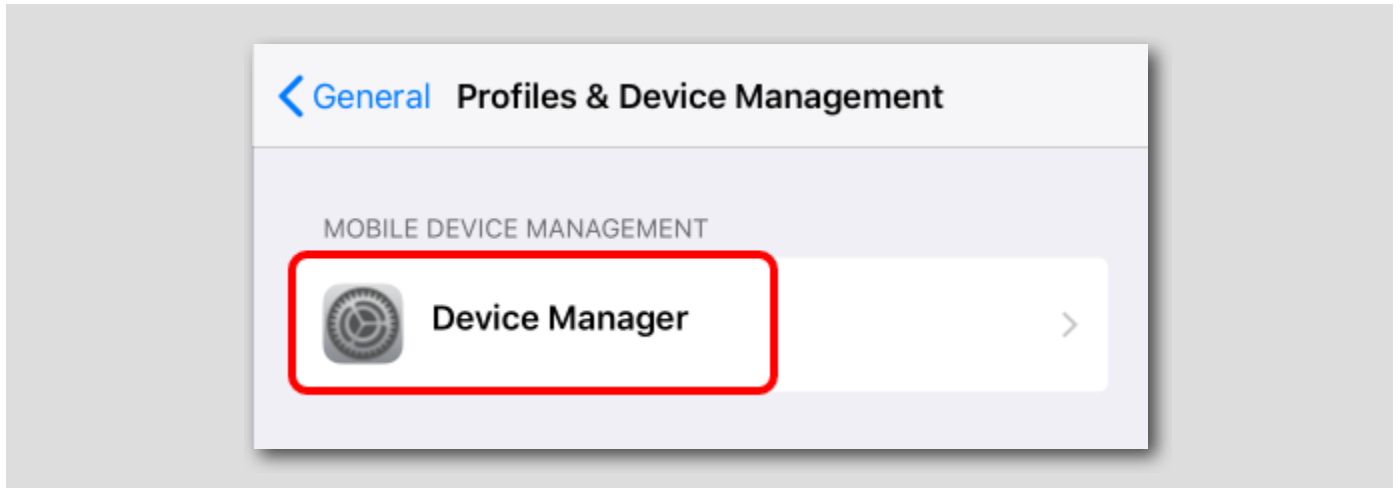 General Profiles & Device Management
MOBILE DEVICE MANAGEMENT
Device Manager